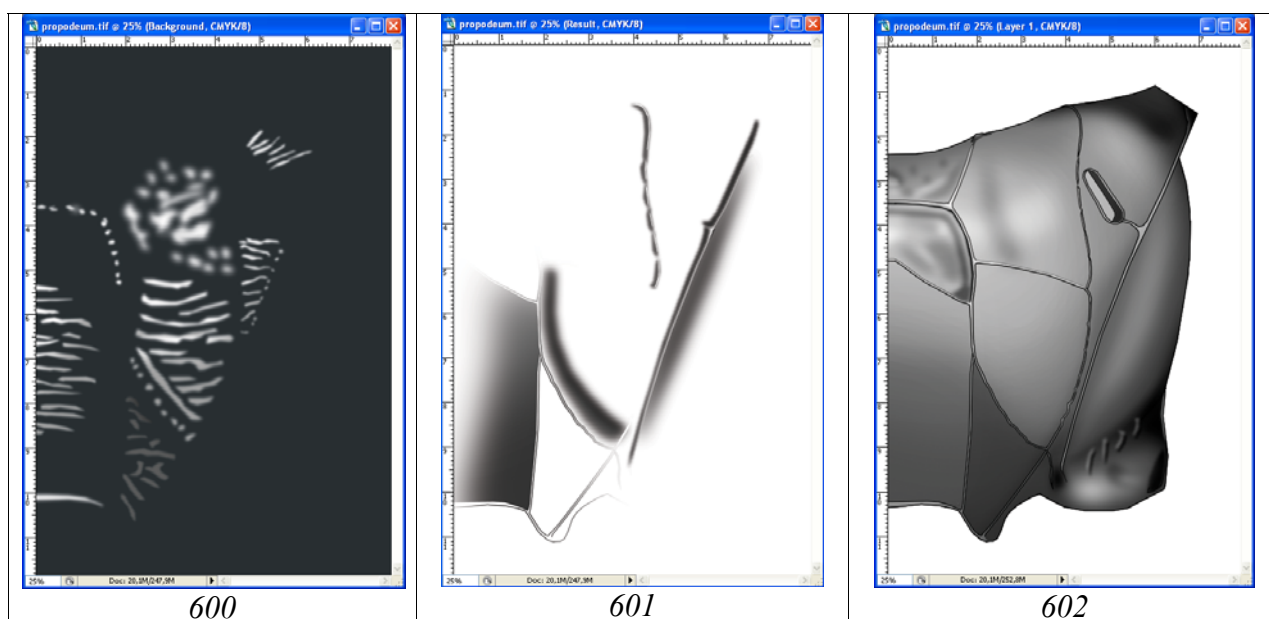 propodeum.tif @ 25% (Background, CMYK/8)
propodeum.tif @ 25% (Result, CMYK/8)
propodeum.tif @ 25% (Layer 1, CMYK/8)
25% Doc: 20,1M/247,9M
25% Doc: 20,1M/247,9M
25% Doc: 20,1M/252,8M
600
601
602